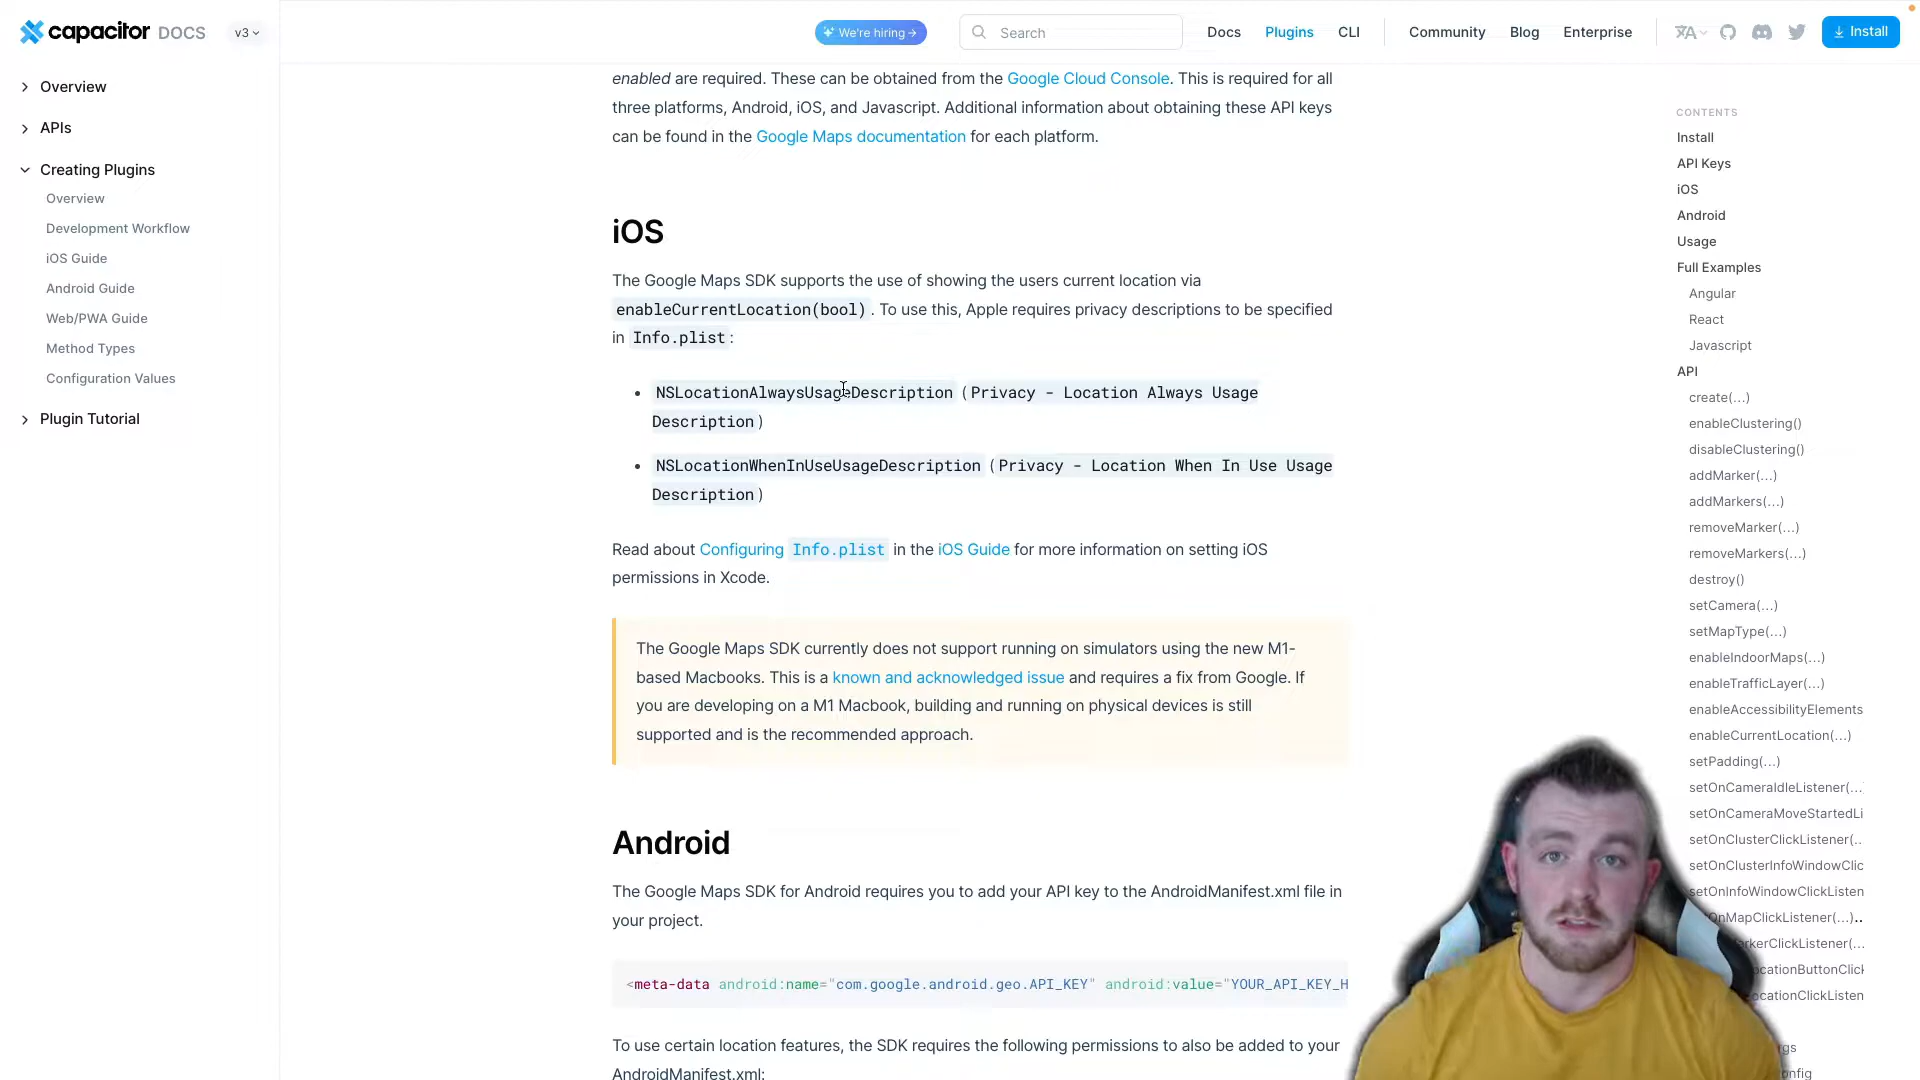 capacitor DOCS v3
We're hiring →
Search
Docs Plugins CLI Community Blog Enterprise Install
Overview
APIs
Creating Plugins
Overview
Development Workflow
iOS Guide
Android Guide
Web/PWA Guide
Method Types
Configuration Values
Plugin Tutorial
enabled are required. These can be obtained from the Google Cloud Console. This is required for all
three platforms, Android, iOS, and Javascript. Additional information about obtaining these API keys
can be found in the Google Maps documentation for each platform.
iOS
The Google Maps SDK supports the use of showing the users current location via
enableCurrentLocation(bool). To use this, Apple requires privacy descriptions to be specified
in Info.plist:
• NSLocationAlwaysUsageDescription (Privacy - Location Always Usage
Description)
• NSLocationWhenInUseUsageDescription (Privacy - Location When In Use Usage
Description)
Read about Configuring Info.plist in the iOS Guide for more information on setting iOS
permissions in Xcode.
The Google Maps SDK currently does not support running on simulators using the new M1-
based Macbooks. This is a known and acknowledged issue and requires a fix from Google. If
you are developing on a M1 Macbook, building and running on physical devices is still
supported and is the recommended approach.
Android
The Google Maps SDK for Android requires you to add your API key to the AndroidManifest.xml file in
your project.
<meta-data android:name="com.google.android.geo.API_KEY" android:value="YOUR_API_KEY_H
To use certain location features, the SDK requires the following permissions to also be added to your
AndroidManifest.xml:
CONTENTS
Install
API Keys
iOS
Android
Usage
Full Examples
Angular
React
Javascript
API
create(...)
enableClustering()
disableClustering()
addMarker(...)
addMarkers(...)
removeMarker(...)
removeMarkers(...)
destroy()
setCamera(...)
setMapType(...)
enableIndoorMaps(...)
enableTrafficLayer(...)
enableAccessibilityElements
enableCurrentLocation(...)
setPadding(...)
setOnCameraIdleListener(...
setOnCameraMoveStartedLi
setOnClusterClickListener(..
setOnClusterInfoWindowClic
setOnInfoWindowClickListen
OnMapClickListener(...)..
rkerClickListener(...
ocationButtonClick
ocationClickListen
gs
onfig